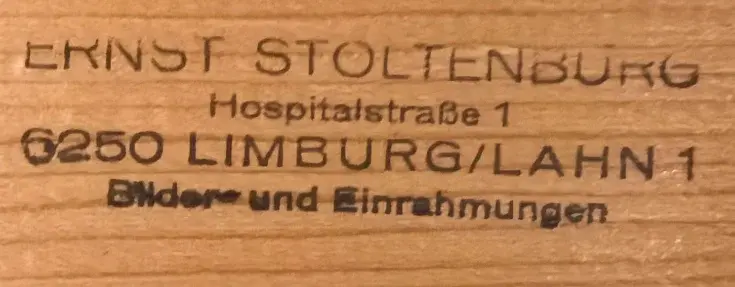 ERNST STOLTENBURG
Hospitalstraße 1
6250 LIMBURG/LAHN 1
Bilder- und Einrahmungen